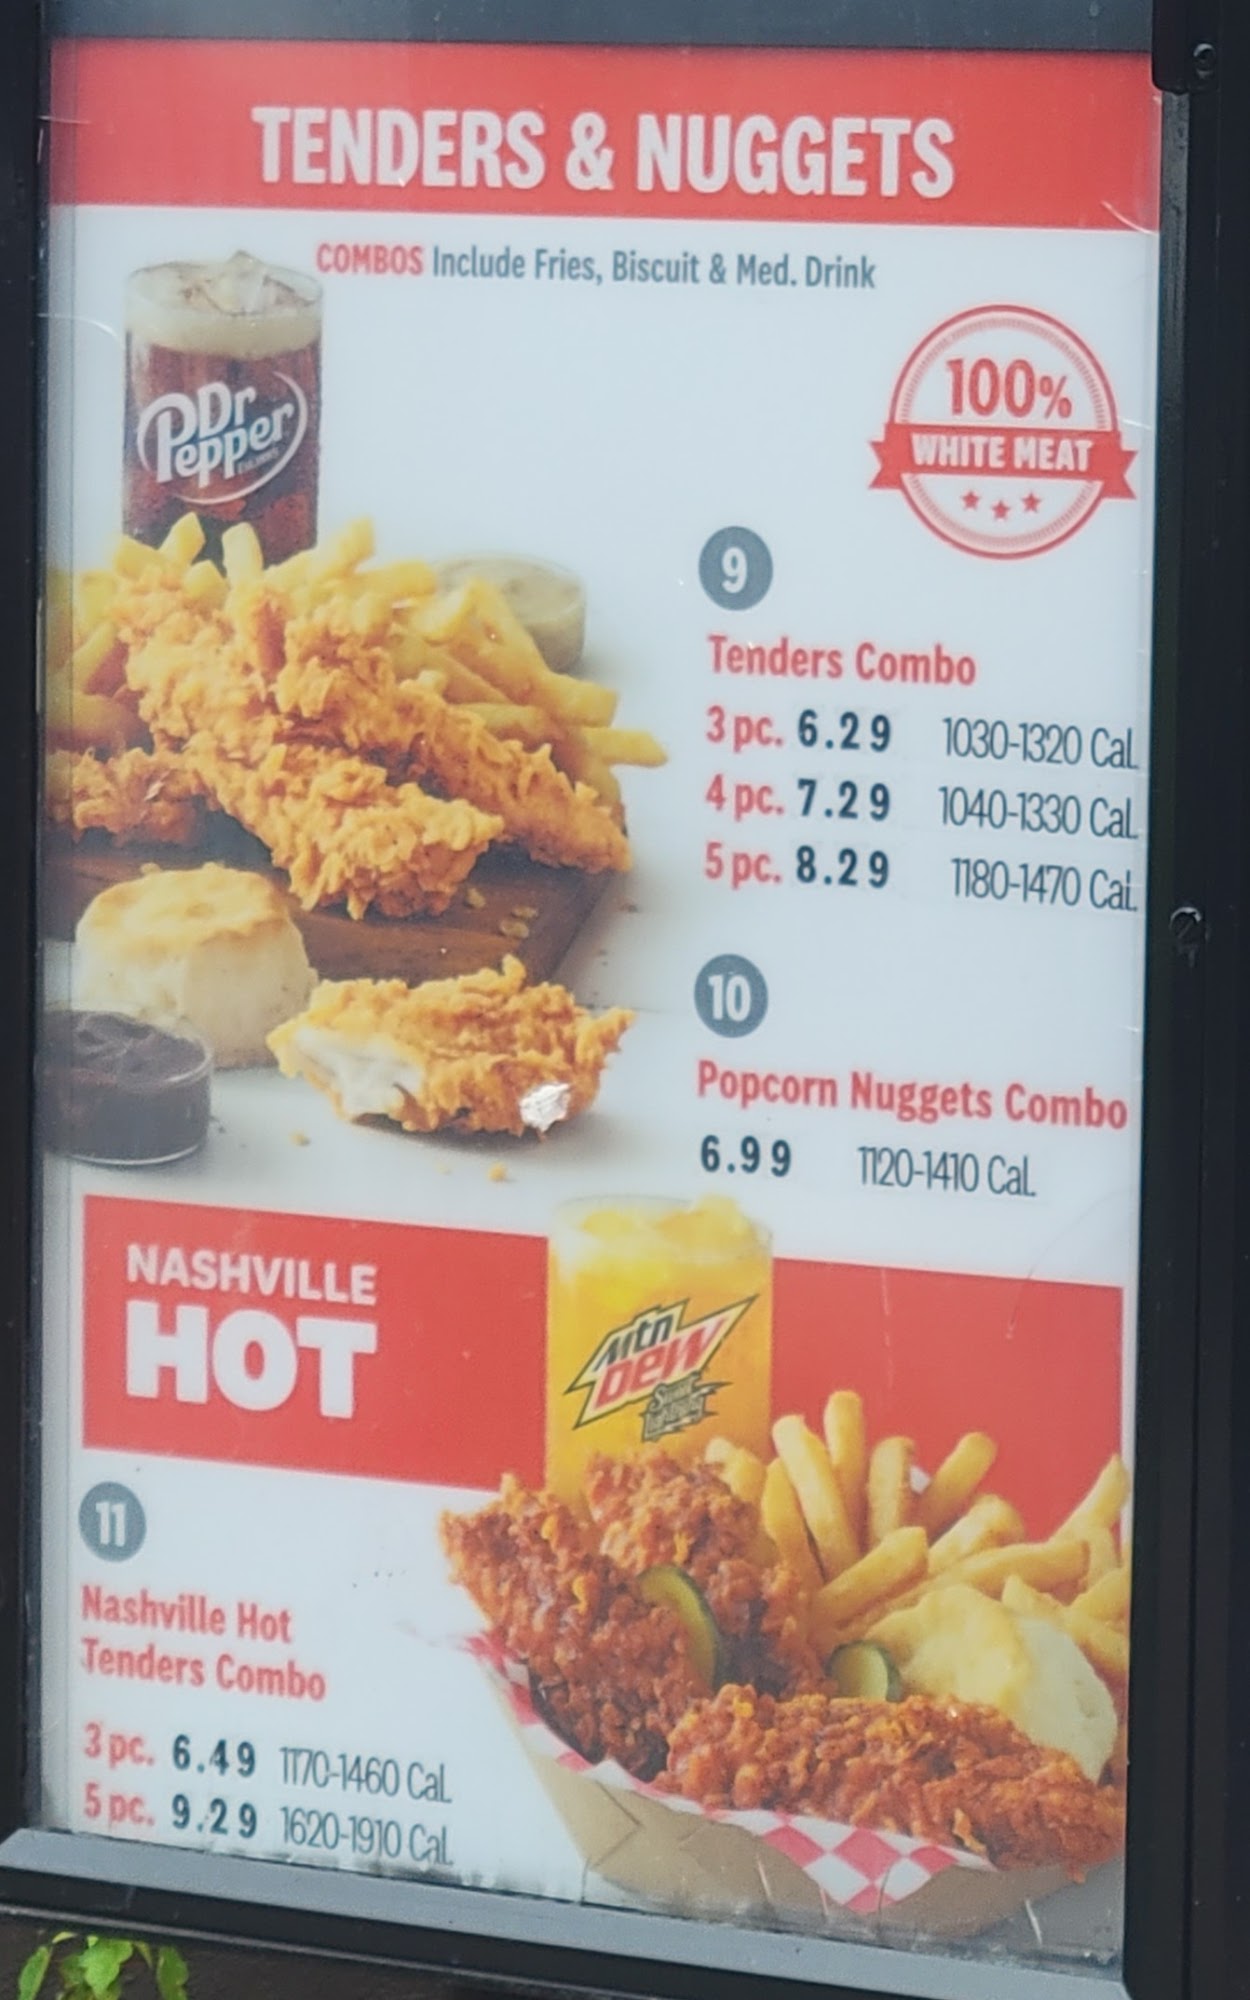 TENDERS & NUGGETS
COMBOS Include Fries, Biscuit & Med. Drink
Dr
Pepper
100%
WHITE MEAT
9
Tenders Combo
3 pc. 6.29 1030-1320 Cal.
4 pc. 7.29 1040-1330 Cal.
5 pc. 8.29 1180-1470 Cal.
10
Popcorn Nuggets Combo
6.99 1120-1410 Cal.
NASHVILLE
HOT
Mtn
DEW
Sweet
Lightning
11
Nashville Hot
Tenders Combo
3 pc. 6.49 1170-1460 Cal.
5 pc. 9.29 1620-1910 Cal.